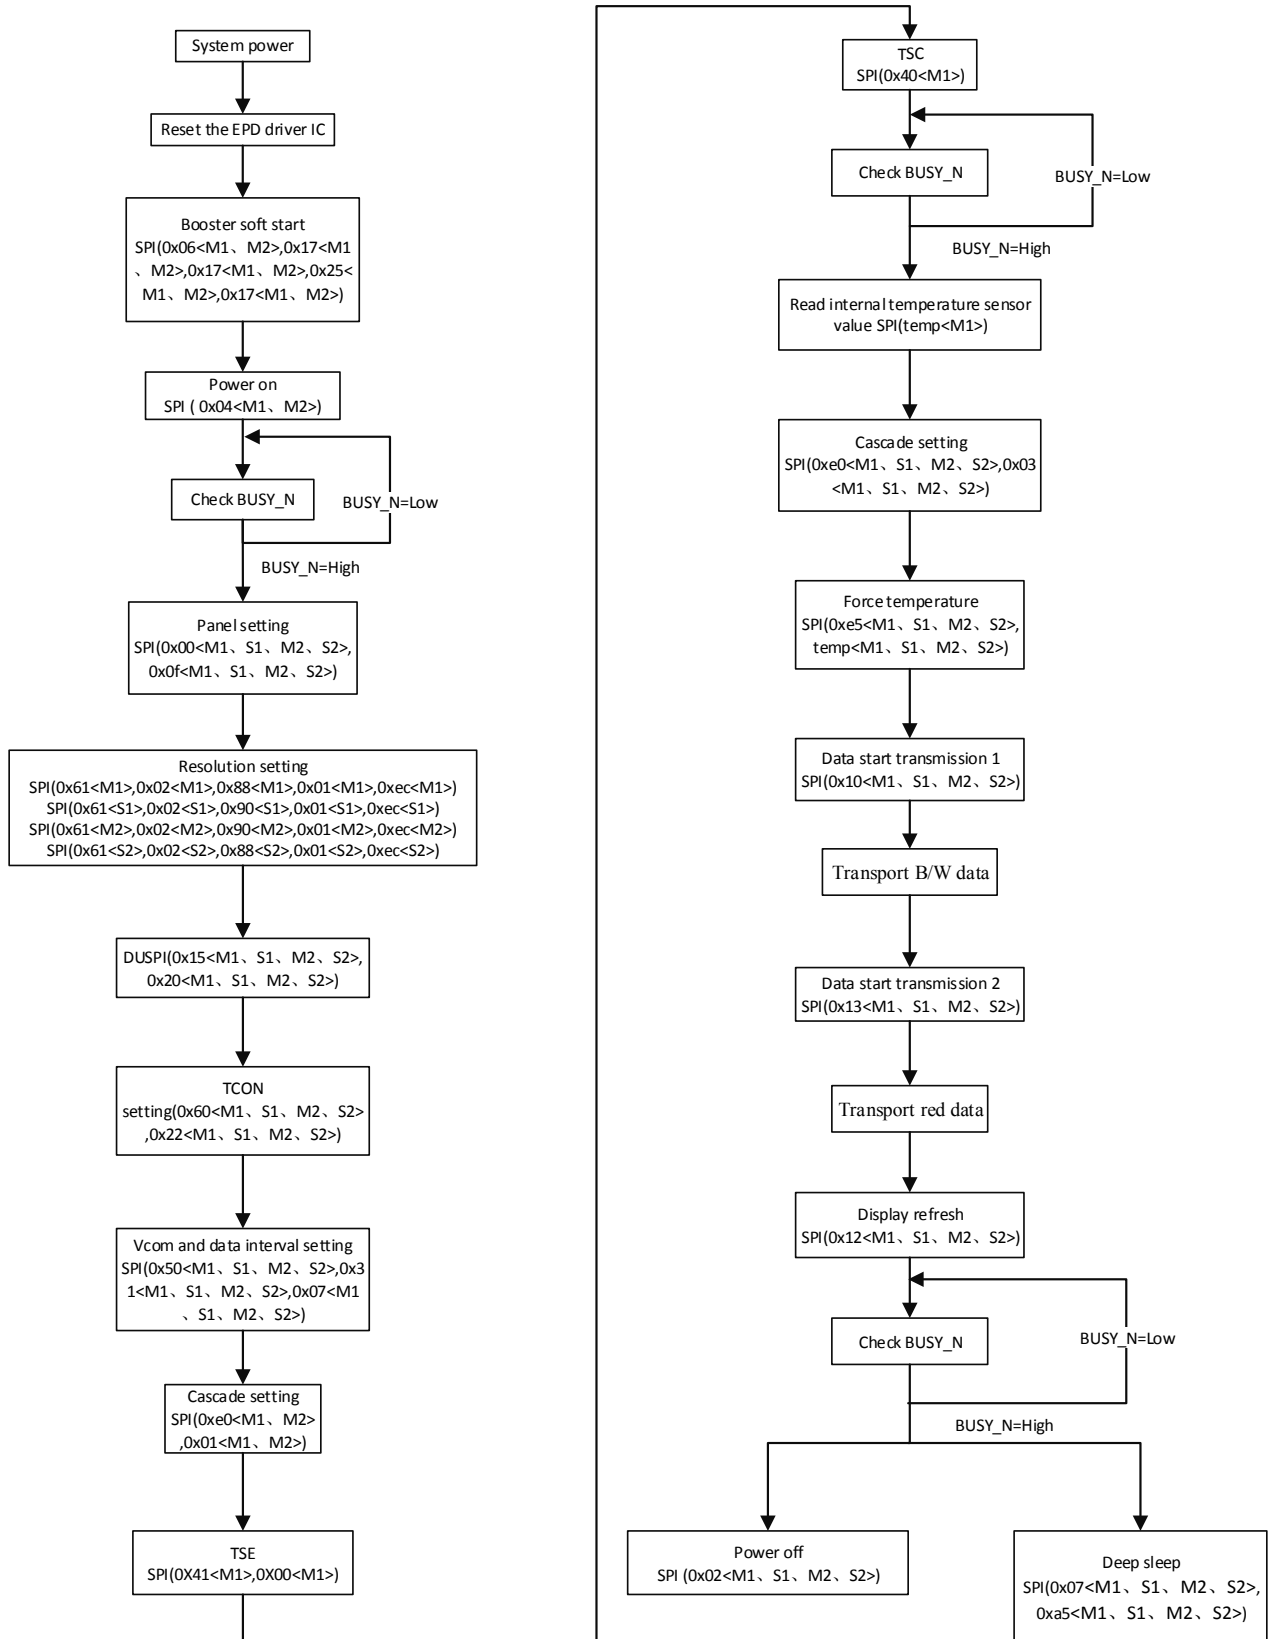 System power
Reset the EPD driver IC
Booster soft start
SPI(0x06<M1、M2>,0x17<M1
、M2>,0x17<M1、M2>,0x25<
M1、M2>,0x17<M1、M2>)
Power on
SPI ( 0x04<M1、M2>)
Check BUSY_N
BUSY_N=Low
BUSY_N=High
Panel setting
SPI(0x00<M1、S1、M2、S2>,
0x0f<M1、S1、M2、S2>)
Resolution setting
SPI(0x61<M1>,0x02<M1>,0x88<M1>,0x01<M1>,0xec<M1>)
SPI(0x61<S1>,0x02<S1>,0x90<S1>,0x01<S1>,0xec<S1>)
SPI(0x61<M2>,0x02<M2>,0x90<M2>,0x01<M2>,0xec<M2>)
SPI(0x61<S2>,0x02<S2>,0x88<S2>,0x01<S2>,0xec<S2>)
DUSPI(0x15<M1、S1、M2、S2>,
0x20<M1、S1、M2、S2>)
TCON
setting(0x60<M1、S1、M2、S2>
,0x22<M1、S1、M2、S2>)
Vcom and data interval setting
SPI(0x50<M1、S1、M2、S2>,0x3
1<M1、S1、M2、S2>,0x07<M1
、S1、M2、S2>)
Cascade setting
SPI(0xe0<M1、M2>
,0x01<M1、M2>)
TSE
SPI(0X41<M1>,0X00<M1>)
TSC
SPI(0x40<M1>)
Check BUSY_N
BUSY_N=Low
BUSY_N=High
Read internal temperature sensor
value SPI(temp<M1>)
Cascade setting
SPI(0xe0<M1、S1、M2、S2>,0x03
<M1、S1、M2、S2>)
Force temperature
SPI(0xe5<M1、S1、M2、S2>,
temp<M1、S1、M2、S2>)
Data start transmission 1
SPI(0x10<M1、S1、M2、S2>)
Transport B/W data
Data start transmission 2
SPI(0x13<M1、S1、M2、S2>)
Transport red data
Display refresh
SPI(0x12<M1、S1、M2、S2>)
Check BUSY_N
BUSY_N=Low
BUSY_N=High
Power off
SPI (0x02<M1、S1、M2、S2>)
Deep sleep
SPI(0x07<M1、S1、M2、S2>,
0xa5<M1、S1、M2、S2>)